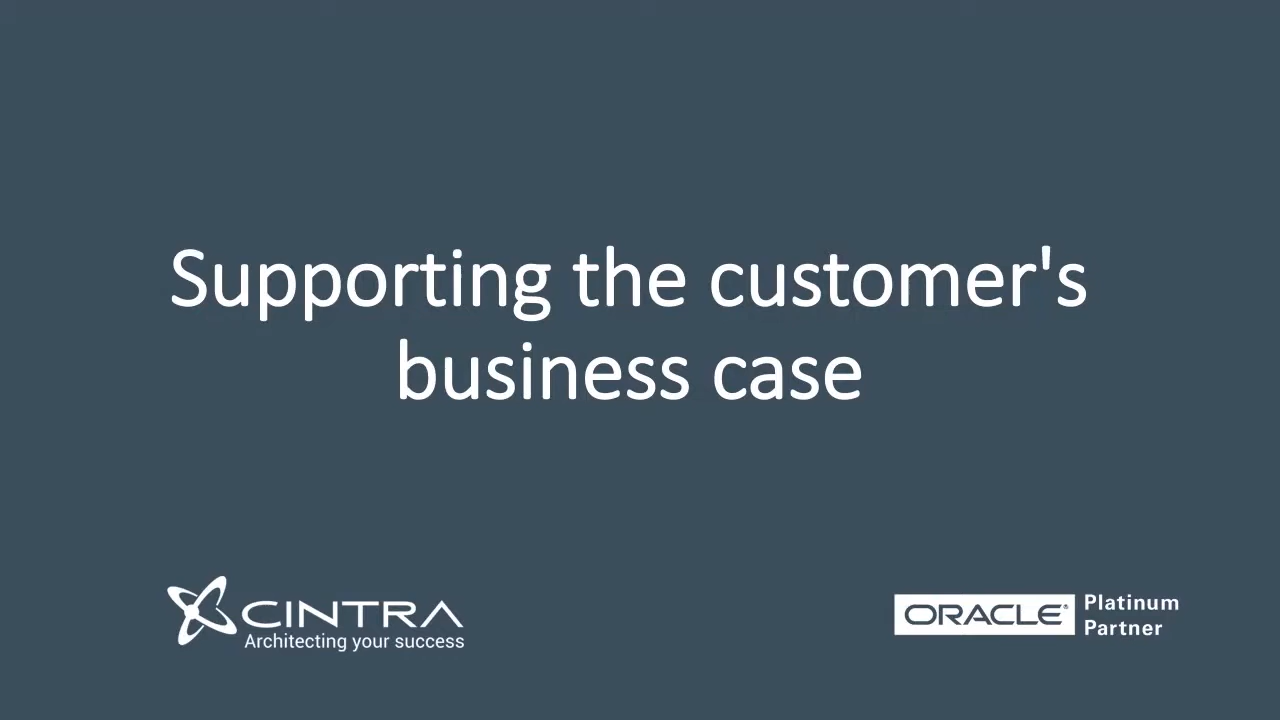 Supporting the customer's
business case
CINTRA
Architecting your success
ORACLE®
Platinum
Partner